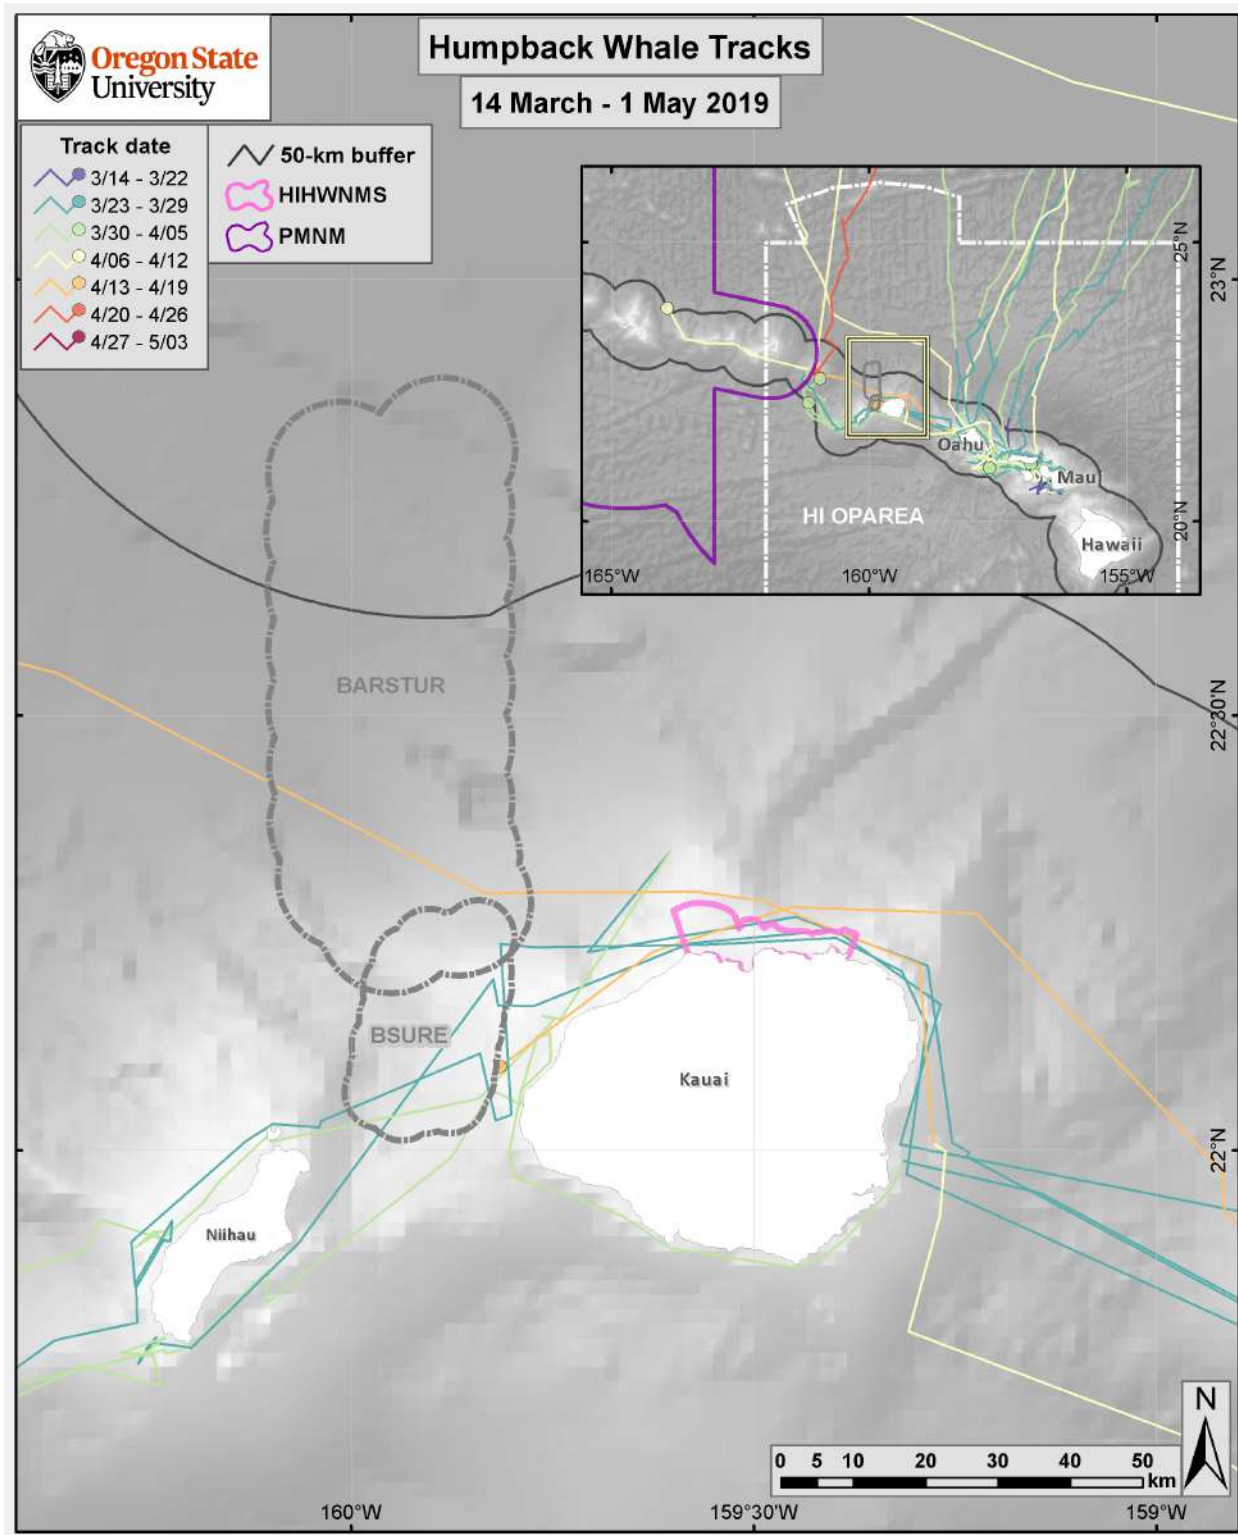 Oregon State
University
Humpback Whale Tracks
14 March - 1 May 2019
Track date
3/14 - 3/22
3/23 - 3/29
3/30 - 4/05
4/06 - 4/12
4/13 - 4/19
4/20 - 4/26
4/27 - 5/03
50-km buffer
HIHWNMS
PMNM
25°N
20°N
Oahu
Maui
HI OPAREA
Hawaii
165°W
160°W
155°W
23°N
BARSTUR
22°30'N
BSURE
Kauai
22°N
Niihau
N
0 5 10 20 30 40 50
km
160°W
159°30'W
159°W